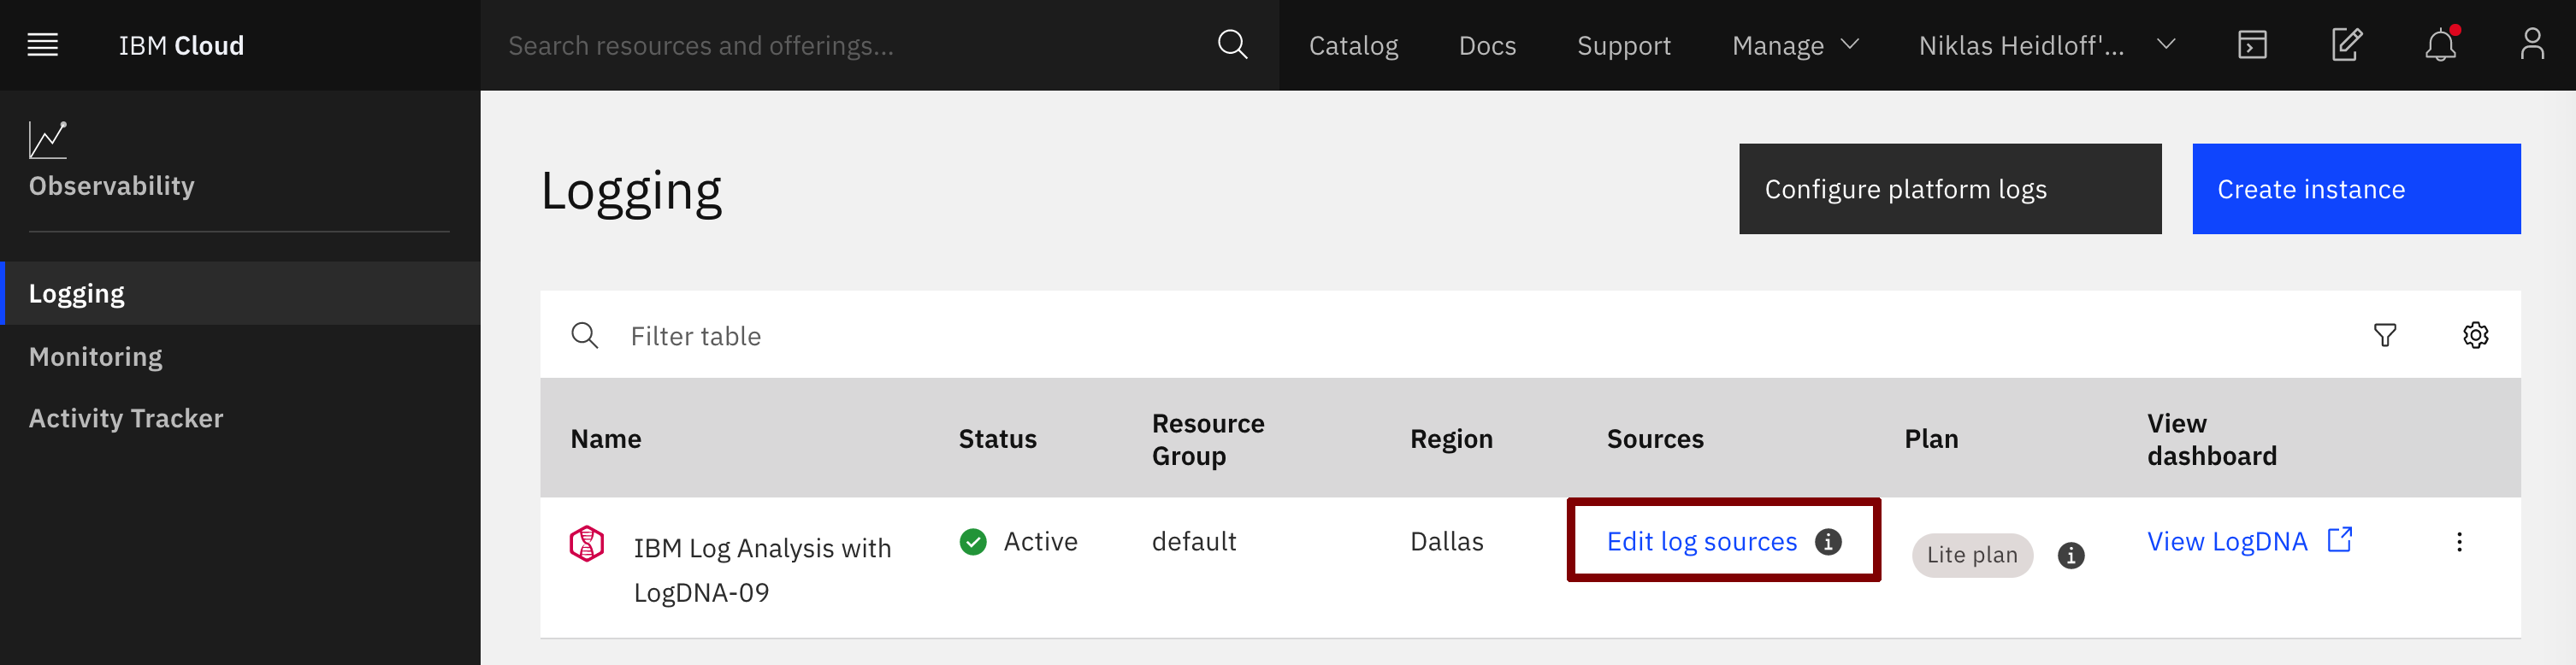 IBM Cloud
Search resources and offerings...
Catalog
Docs
Support
Manage
Niklas Heidloff'...
Observability
Logging
Monitoring
Activity Tracker
Logging
Configure platform logs
Create instance
Filter table
Name
Status
Resource
Group
Region
Sources
Plan
View
dashboard
IBM Log Analysis with
LogDNA-09
Active
default
Dallas
Edit log sources
Lite plan
View LogDNA